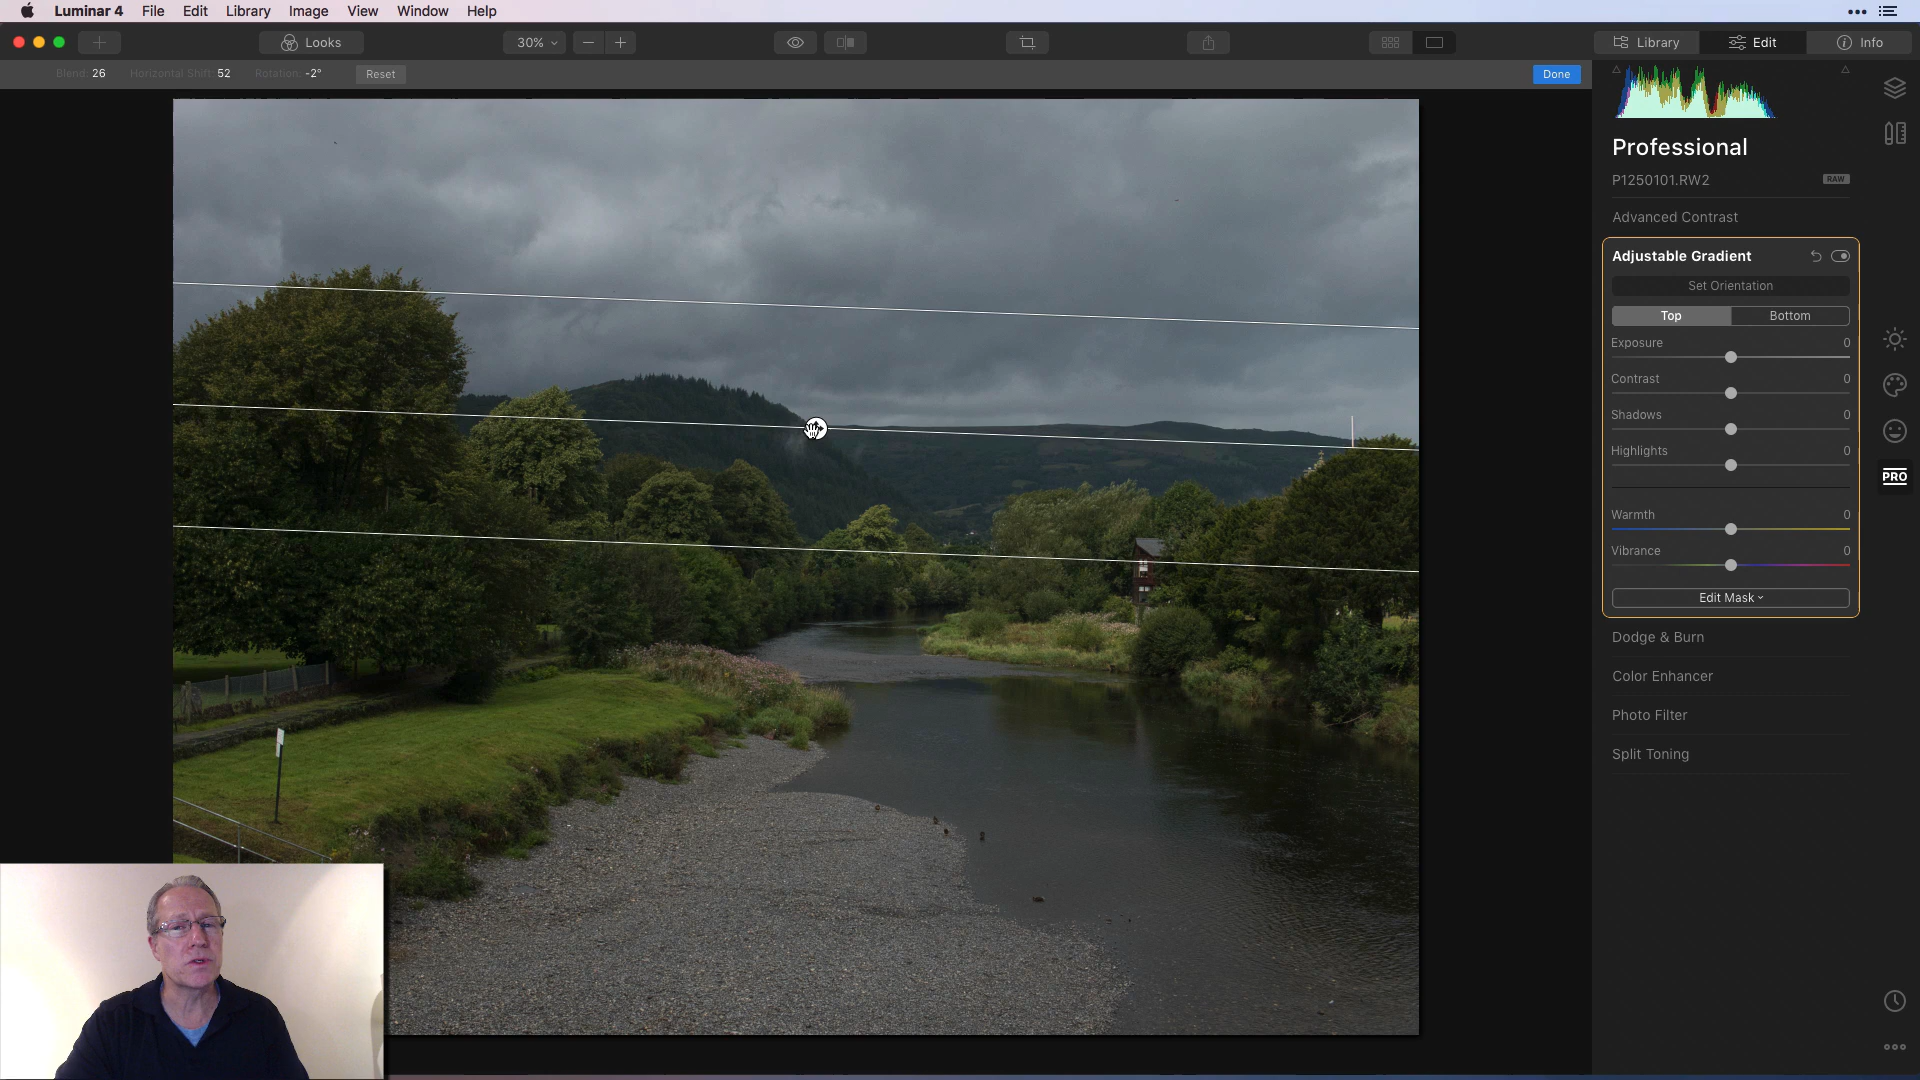 Luminar 4 File Edit Library Image View Window Help
Looks 30% Library Edit Info
Blend: 26 Horizontal Shift: 52 Rotation: -2° Reset Done
Professional
P1250101.RW2 RAW
Advanced Contrast
Adjustable Gradient
Set Orientation
Top Bottom
Exposure 0
Contrast 0
Shadows 0
Highlights 0
PRO
Warmth 0
Vibrance 0
Edit Mask
Dodge & Burn
Color Enhancer
Photo Filter
Split Toning